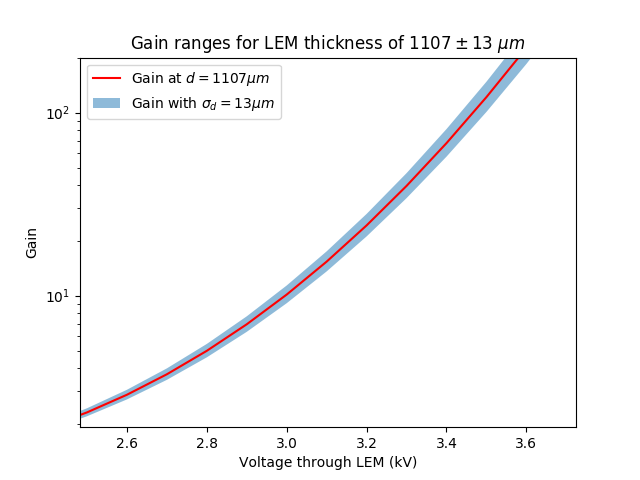 Gain ranges for LEM thickness of 1107 ± 13 μm
Gain at d = 1107μm
Gain with σ_d = 13μm
10²
10¹
Gain
2.6 2.8 3.0 3.2 3.4 3.6
Voltage through LEM (kV)